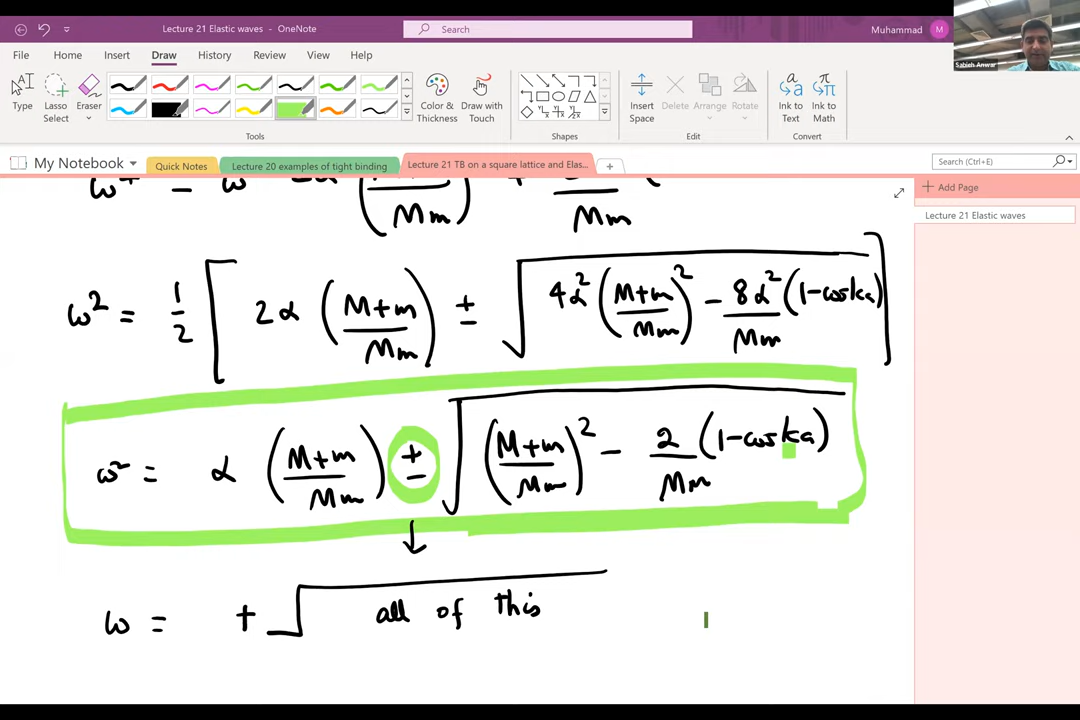 Lecture 21 Elastic waves - OneNote
Search
Muhammad M
Sabieh Anwar
File Home Insert Draw History Review View Help
Type
Lasso Select
Eraser
Color & Thickness
Draw with Touch
Insert Space
Delete
Arrange
Rotate
Ink to Text
Ink to Math
Tools
Shapes
Edit
Convert
My Notebook
Quick Notes
Lecture 20 examples of tight binding
Lecture 21 TB on a square lattice and Elas...
Search (Ctrl+E)
Add Page
Lecture 21 Elastic waves
Mm Mm
ω² = 1/2 [ 2α ( M+m / Mm ) ± √( 4α² ( M+m / Mm )² - 8α² / Mm (1-cos ka) ) ]
ω² = α ( M+m / Mm ) ± √( ( M+m / Mm )² - 2 / Mm (1-cos ka) )
↓
ω = + √ all of this